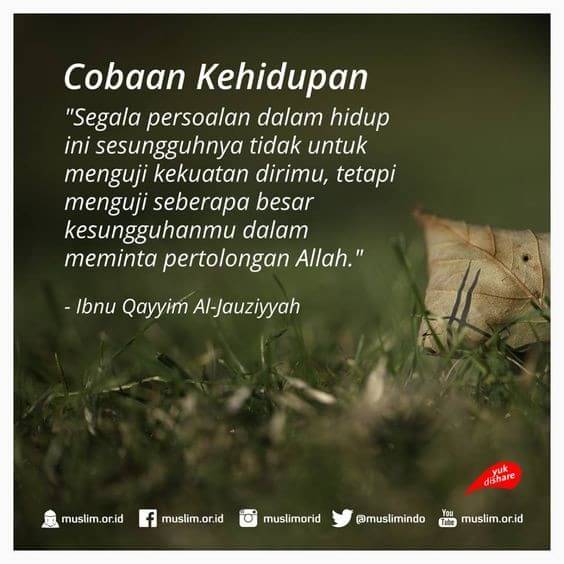 Cobaan Kehidupan
"Segala persoalan dalam hidup
ini sesungguhnya tidak untuk
menguji kekuatan dirimu, tetapi
menguji seberapa besar
kesungguhanmu dalam
meminta pertolongan Allah."
- Ibnu Qayyim Al-Jauziyyah
yuk
dishare
muslim.or.id muslim.or.id muslimorid @muslimindo You Tube muslim.or.id